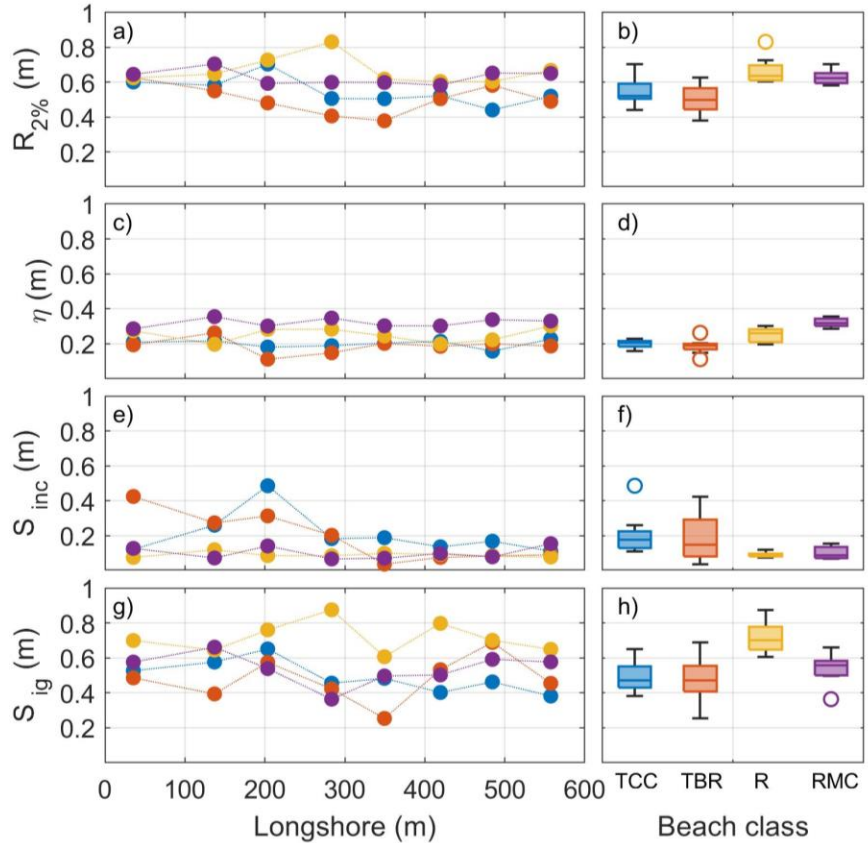 a) b)
R2% (m)
1
0.8
0.6
0.4
0.2
c) d)
η (m)
1
0.8
0.6
0.4
0.2
e) f)
S inc (m)
1
0.8
0.6
0.4
0.2
g) h)
S ig (m)
1
0.8
0.6
0.4
0.2
0 100 200 300 400 500 600
TCC TBR R RMC
Longshore (m) Beach class